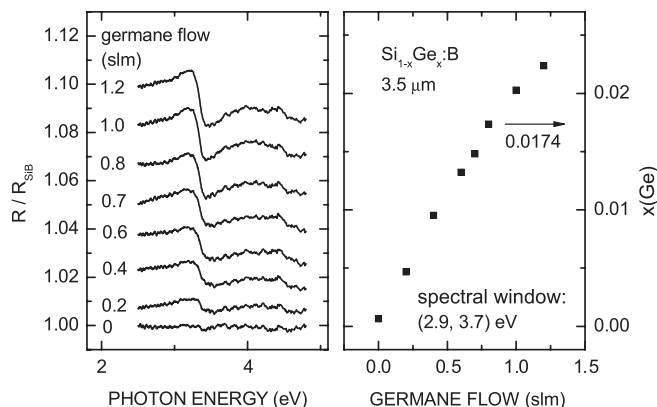 germane flow
(slm)
1.2
1.0
0.8
0.7
0.6
0.4
0.2
0
1.12
1.10
1.08
1.06
1.04
1.02
1.00
R / R_SiB
2
4
PHOTON ENERGY (eV)
Si_{1-x}Ge_x:B
3.5 μm
0.0174
spectral window:
(2.9, 3.7) eV
0.02
0.01
0.00
x(Ge)
0.0
0.5
1.0
1.5
GERMANE FLOW (slm)